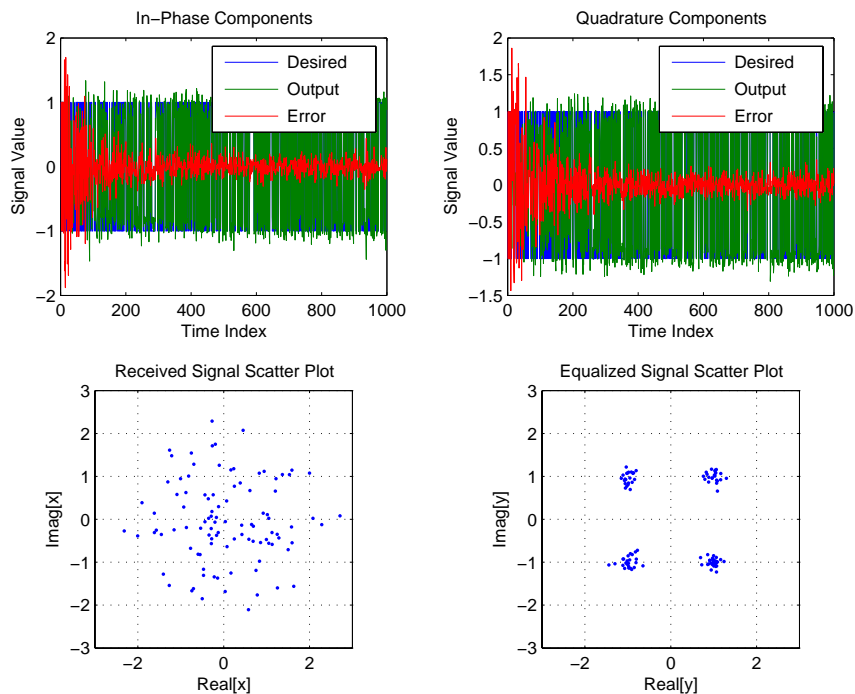 In−Phase Components
2
1
0
−1
−2
0
200
400
600
800
1000
Signal Value
Time Index
Desired
Output
Error
Quadrature Components
2
1.5
1
0.5
0
−0.5
−1
−1.5
0
200
400
600
800
1000
Signal Value
Time Index
Desired
Output
Error
Received Signal Scatter Plot
3
2
1
0
−1
−2
−3
−2
0
2
Imag[x]
Real[x]
Equalized Signal Scatter Plot
3
2
1
0
−1
−2
−3
−2
0
2
Imag[y]
Real[y]